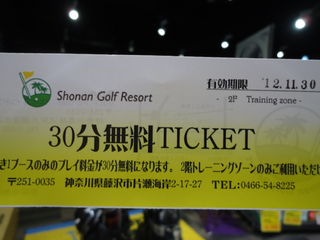 Shonan Golf Resort
有効期限 '12.11.30
- 2F Training zone -
30分無料TICKET
き1ブースのみのプレイ料金が30分無料になります。 2階トレーニングゾーンのみご利用いただけ
〒251-0035 神奈川県藤沢市片瀬海岸2-17-27 TEL:0466-54-8225